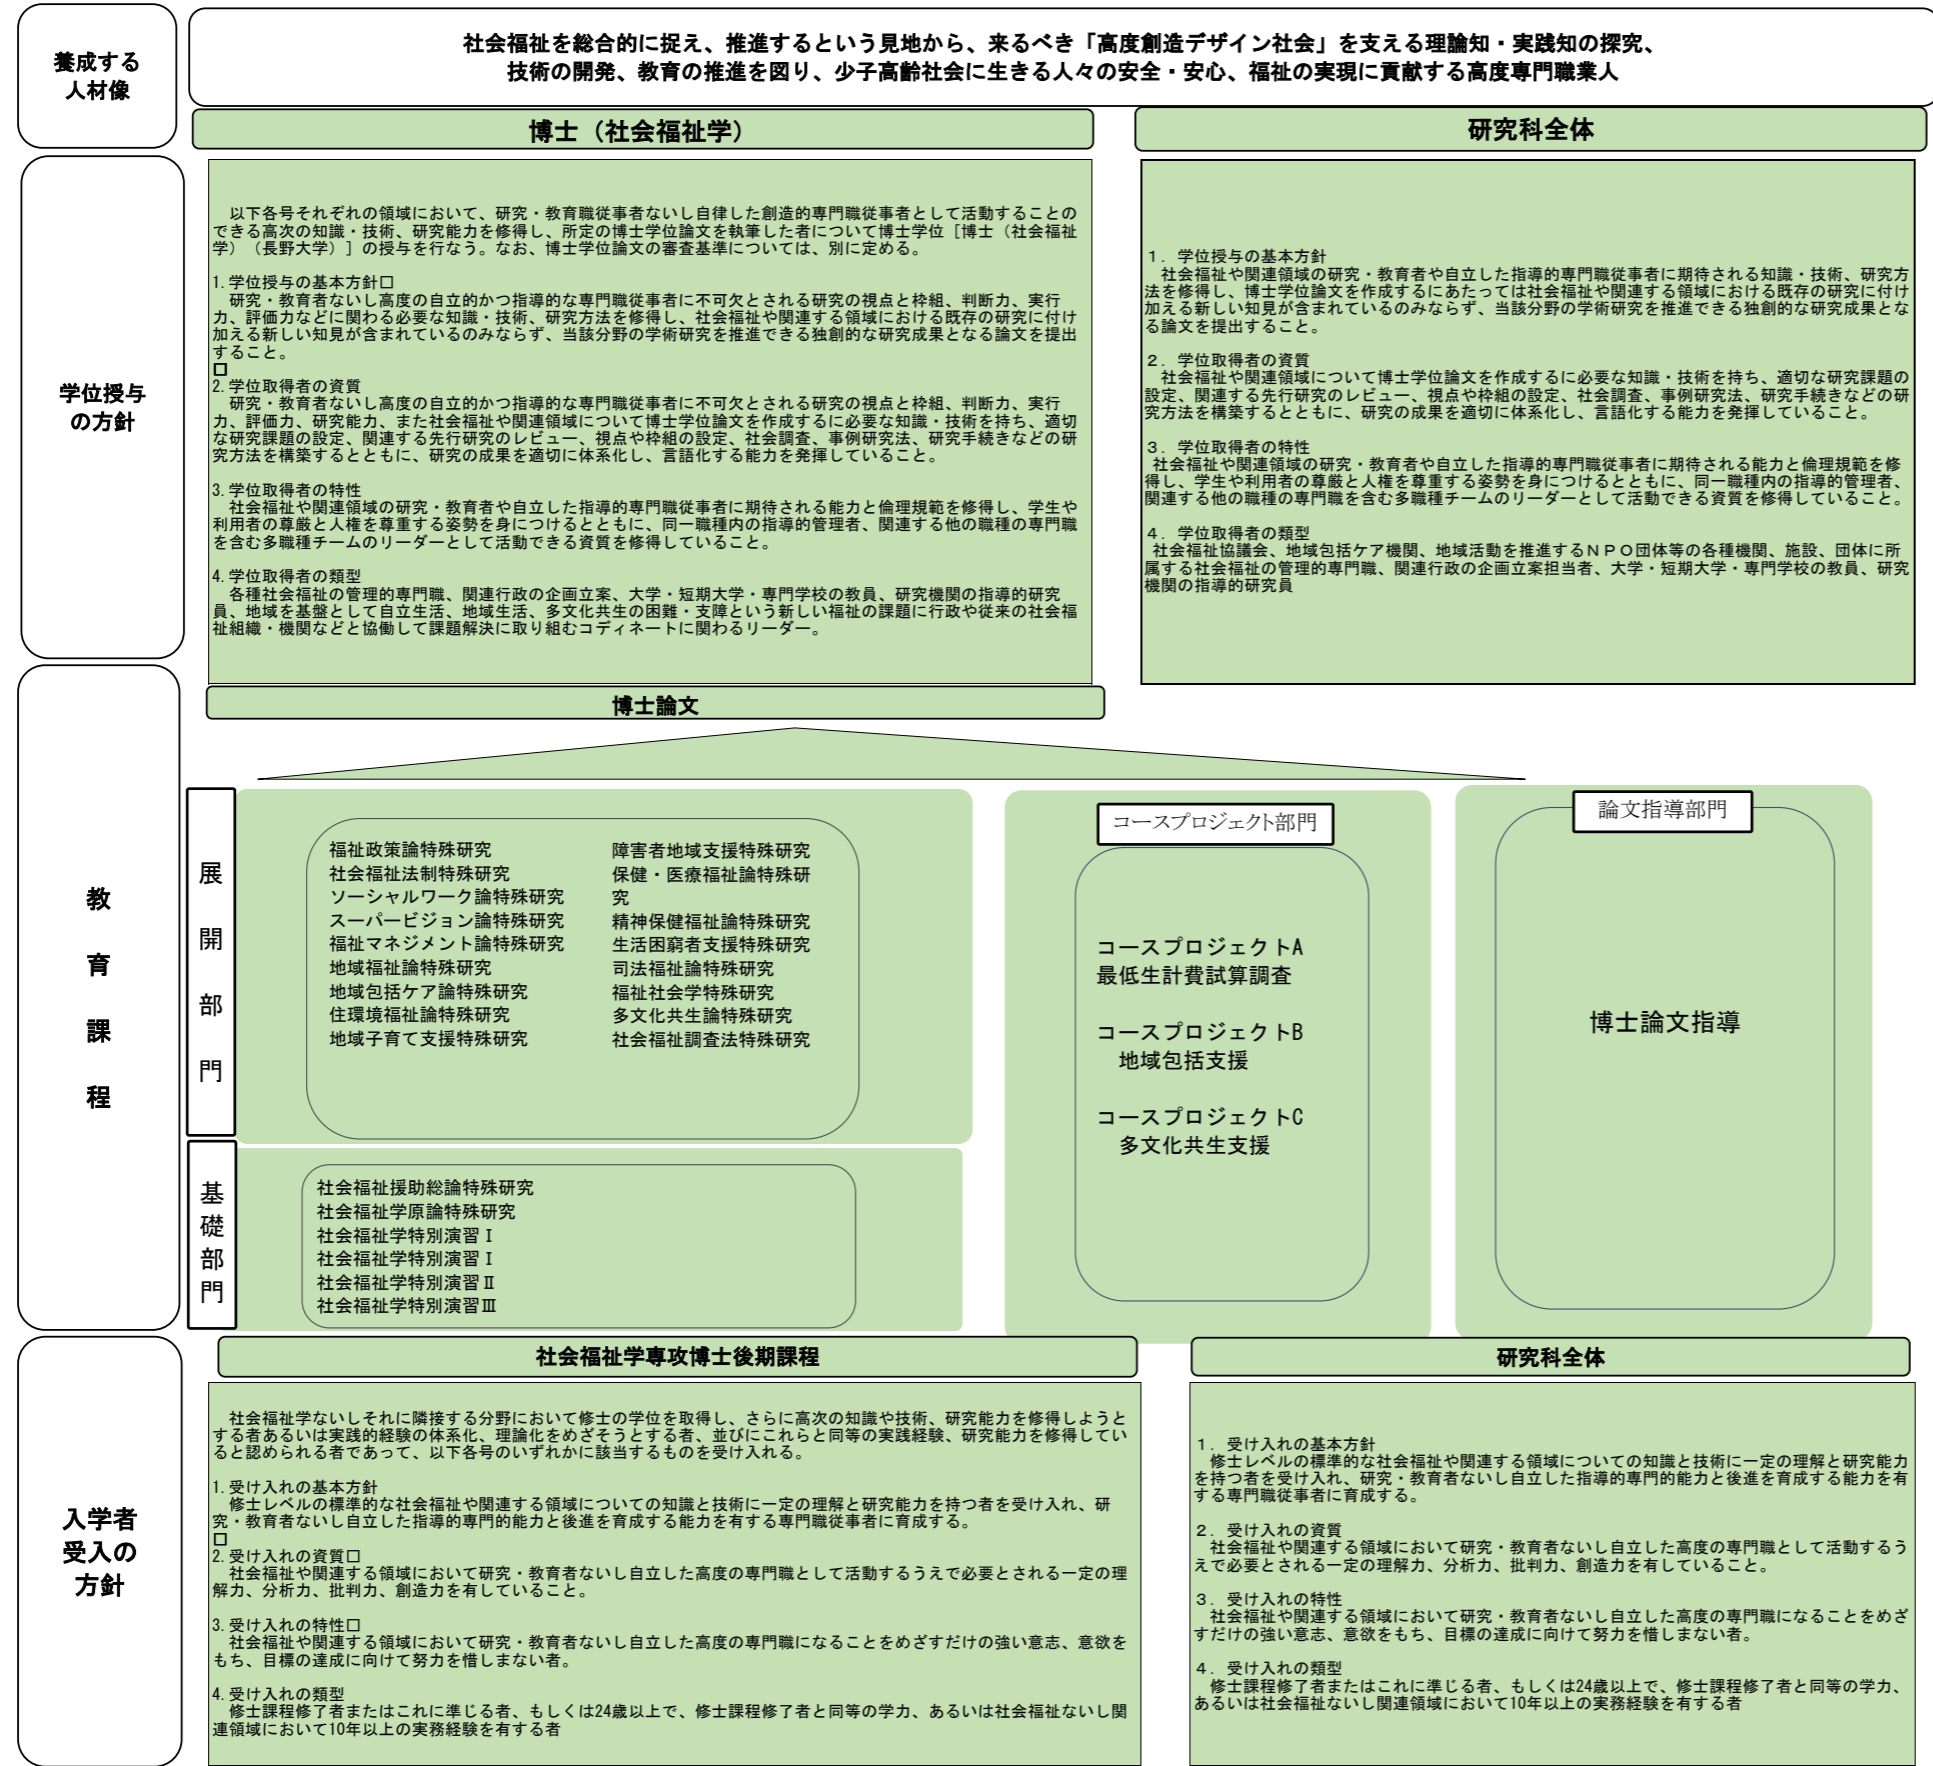 養成する
人材像
社会福祉を総合的に捉え、推進するという見地から、来るべき「高度創造デザイン社会」を支える理論知・実践知の探究、
技術の開発、教育の推進を図り、少子高齢社会に生きる人々の安全・安心、福祉の実現に貢献する高度専門職業人
博士（社会福祉学）
研究科全体
学位授与
の方針
以下各号それぞれの領域において、研究・教育職従事者ないし自律した創造的専門職従事者として活動することの
できる高次の知識・技術、研究能力を修得し、所定の博士学位論文を執筆した者について博士学位［博士（社会福祉
学）（長野大学）］の授与を行なう。なお、博士学位論文の審査基準については、別に定める。
1.学位授与の基本方針□
研究・教育者ないし高度の自立的かつ指導的な専門職従事者に不可欠とされる研究の視点と枠組、判断力、実行
力、評価力などに関わる必要な知識・技術、研究方法を修得し、社会福祉や関連する領域における既存の研究に付け
加える新しい知見が含まれているのみならず、当該分野の学術研究を推進できる独創的な研究成果となる論文を提出
すること。
□
2.学位取得者の資質
研究・教育者ないし高度の自立的かつ指導的な専門職従事者に不可欠とされる研究の視点と枠組、判断力、実行
力、評価力、研究能力、また社会福祉や関連領域について博士学位論文を作成するに必要な知識・技術を持ち、適切
な研究課題の設定、関連する先行研究のレビュー、視点や枠組の設定、社会調査、事例研究法、研究手続きなどの研
究方法を構築するとともに、研究の成果を適切に体系化し、言語化する能力を発揮していること。
3.学位取得者の特性
社会福祉や関連領域の研究・教育者や自立した指導的専門職従事者に期待される能力と倫理規範を修得し、学生や
利用者の尊厳と人権を尊重する姿勢を身につけるとともに、同一職種内の指導的管理者、関連する他の職種の専門職
を含む多職種チームのリーダーとして活動できる資質を修得していること。
4.学位取得者の類型
各種社会福祉の管理的専門職、関連行政の企画立案、大学・短期大学・専門学校の教員、研究機関の指導的研究
員、地域を基盤として自立生活、地域生活、多文化共生の困難・支障という新しい福祉の課題に行政や従来の社会福
祉組織・機関などと協働して課題解決に取り組むコディネートに関わるリーダー。
１．学位授与の基本方針
社会福祉や関連領域の研究・教育者や自立した指導的専門職従事者に期待される知識・技術、研究方
法を修得し、博士学位論文を作成するにあたっては社会福祉や関連する領域における既存の研究に付け
加える新しい知見が含まれているのみならず、当該分野の学術研究を推進できる独創的な研究成果とな
る論文を提出すること。
２．学位取得者の資質
社会福祉や関連領域について博士学位論文を作成するに必要な知識・技術を持ち、適切な研究課題の
設定、関連する先行研究のレビュー、視点や枠組の設定、社会調査、事例研究法、研究手続きなどの研
究方法を構築するとともに、研究の成果を適切に体系化し、言語化する能力を発揮していること。
３．学位取得者の特性
社会福祉や関連領域の研究・教育者や自立した指導的専門職従事者に期待される能力と倫理規範を修
得し、学生や利用者の尊厳と人権を尊重する姿勢を身につけるとともに、同一職種内の指導的管理者、
関連する他の職種の専門職を含む多職種チームのリーダーとして活動できる資質を修得していること。
４．学位取得者の類型
社会福祉協議会、地域包括ケア機関、地域活動を推進するＮＰＯ団体等の各種機関、施設、団体に所
属する社会福祉の管理的専門職、関連行政の企画立案担当者、大学・短期大学・専門学校の教員、研究
機関の指導的研究員
博士論文
教育課程
展開部門
福祉政策論特殊研究
社会福祉法制特殊研究
ソーシャルワーク論特殊研究
スーパービジョン論特殊研究
福祉マネジメント論特殊研究
地域福祉論特殊研究
地域包括ケア論特殊研究
住環境福祉論特殊研究
地域子育て支援特殊研究
障害者地域支援特殊研究
保健・医療福祉論特殊研
究
精神保健福祉論特殊研究
生活困窮者支援特殊研究
司法福祉論特殊研究
福祉社会学特殊研究
多文化共生論特殊研究
社会福祉調査法特殊研究
コースプロジェクト部門
コースプロジェクトA
最低生計費試算調査
コースプロジェクトB
地域包括支援
コースプロジェクトC
多文化共生支援
論文指導部門
博士論文指導
基礎部門
社会福祉援助総論特殊研究
社会福祉学原論特殊研究
社会福祉学特別演習Ⅰ
社会福祉学特別演習Ⅰ
社会福祉学特別演習Ⅱ
社会福祉学特別演習Ⅲ
入学者
受入の
方針
社会福祉学専攻博士後期課程
研究科全体
社会福祉学ないしそれに隣接する分野において修士の学位を取得し、さらに高次の知識や技術、研究能力を修得しようと
する者あるいは実践的経験の体系化、理論化をめざそうとする者、並びにこれらと同等の実践経験、研究能力を修得してい
ると認められる者であって、以下各号のいずれかに該当するものを受け入れる。
1.受け入れの基本方針
修士レベルの標準的な社会福祉や関連する領域についての知識と技術に一定の理解と研究能力を持つ者を受け入れ、研
究・教育者ないし自立した指導的専門的能力と後進を育成する能力を有する専門職従事者に育成する。
□
2.受け入れの資質□
社会福祉や関連する領域において研究・教育者ないし自立した高度の専門職として活動するうえで必要とされる一定の理
解力、分析力、批判力、創造力を有していること。
3.受け入れの特性□
社会福祉や関連する領域において研究・教育者ないし自立した高度の専門職になることをめざすだけの強い意志、意欲を
もち、目標の達成に向けて努力を惜しまない者。
4.受け入れの類型
修士課程修了者またはこれに準じる者、もしくは24歳以上で、修士課程修了者と同等の学力、あるいは社会福祉ないし関
連領域において10年以上の実務経験を有する者
１．受け入れの基本方針
修士レベルの標準的な社会福祉や関連する領域についての知識と技術に一定の理解と研究能力
を持つ者を受け入れ、研究・教育者ないし自立した指導的専門的能力と後進を育成する能力を有
する専門職従事者に育成する。
２．受け入れの資質
社会福祉や関連する領域において研究・教育者ないし自立した高度の専門職として活動するう
えで必要とされる一定の理解力、分析力、批判力、創造力を有していること。
３．受け入れの特性
社会福祉や関連する領域において研究・教育者ないし自立した高度の専門職になることをめざ
すだけの強い意志、意欲をもち、目標の達成に向けて努力を惜しまない者。
４．受け入れの類型
修士課程修了者またはこれに準じる者、もしくは24歳以上で、修士課程修了者と同等の学力、
あるいは社会福祉ないし関連領域において10年以上の実務経験を有する者